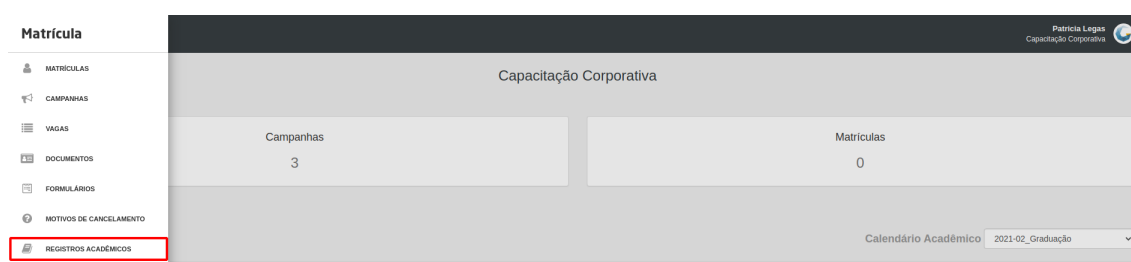 Matrícula
Patricia Legas
Capacitação Corporativa
MATRÍCULAS
CAMPANHAS
VAGAS
DOCUMENTOS
FORMULÁRIOS
MOTIVOS DE CANCELAMENTO
REGISTROS ACADÊMICOS
Capacitação Corporativa
Campanhas
3
Matrículas
0
Calendário Acadêmico 2021-02_Graduação